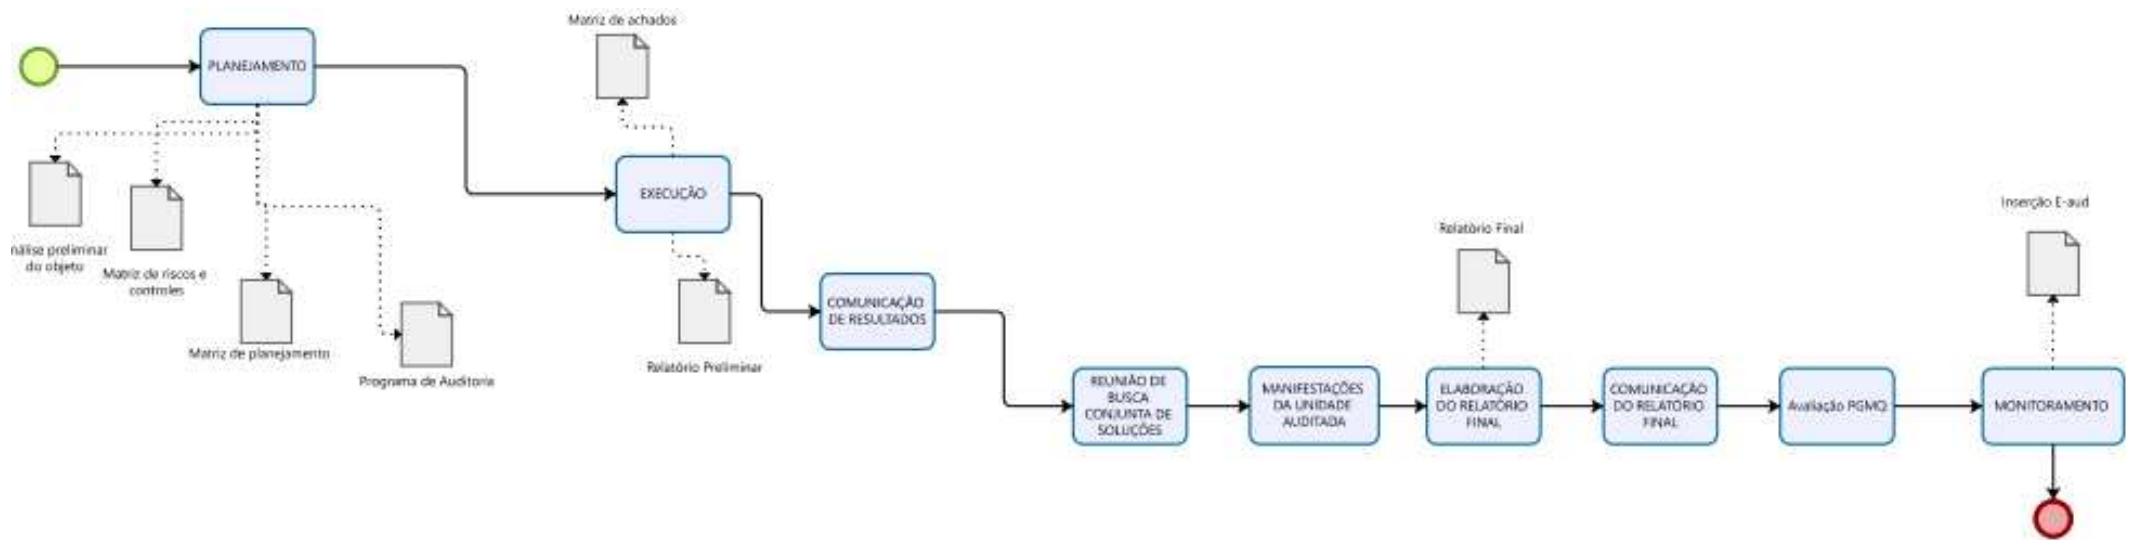 Matriz de achados
PLANEJAMENTO
EXECUÇÃO
nálise preliminar
do objeto
Matriz de riscos e
controles
Matriz de planejamento
Programa de Auditoria
Relatório Preliminar
COMUNICAÇÃO
DE RESULTADOS
REUNIÃO DE
BUSCA
CONJUNTA DE
SOLUÇÕES
MANIFESTAÇÕES
DA UNIDADE
AUDITADA
Relatório Final
ELABORAÇÃO
DO RELATÓRIO
FINAL
COMUNICAÇÃO
DO RELATÓRIO
FINAL
Avaliação PGMQ
Inserção E-aud
MONITORAMENTO